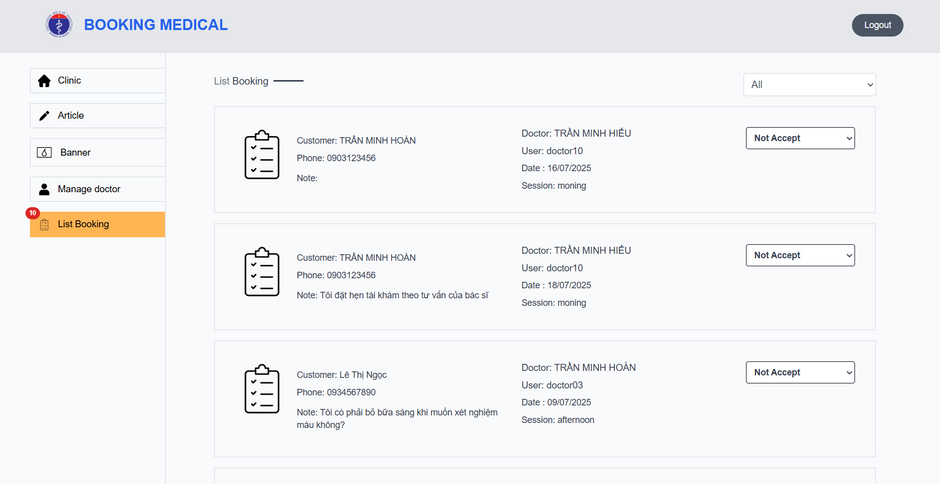 BOOKING MEDICAL
Logout
Clinic
Article
Banner
Manage doctor
10
List Booking
List Booking
All
Customer: TRẦN MINH HOÀN
Phone: 0903123456
Note:
Doctor: TRẦN MINH HIẾU
User: doctor10
Date : 16/07/2025
Session: moning
Not Accept
Customer: TRẦN MINH HOÀN
Phone: 0903123456
Note: Tôi đặt hẹn tái khám theo tư vấn của bác sĩ
Doctor: TRẦN MINH HIẾU
User: doctor10
Date : 18/07/2025
Session: moning
Not Accept
Customer: Lê Thị Ngọc
Phone: 0934567890
Note: Tôi có phải bỏ bữa sáng khi muốn xét nghiệm
máu không?
Doctor: TRẦN MINH HOÀN
User: doctor03
Date : 09/07/2025
Session: afternoon
Not Accept